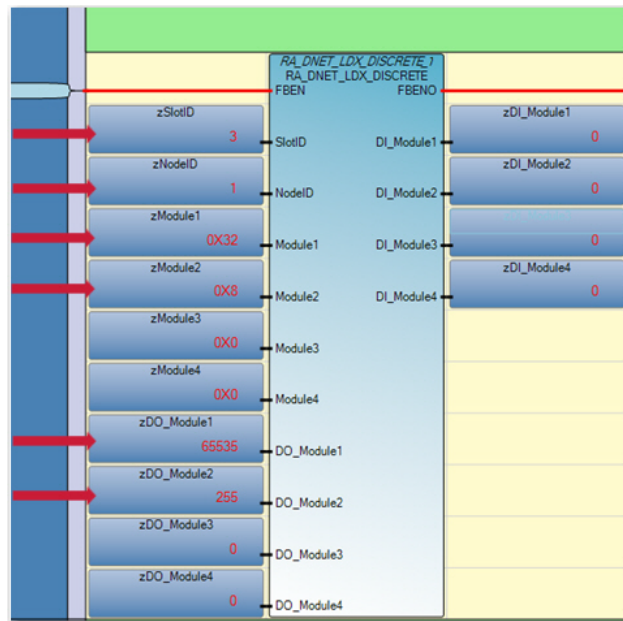 RA_DNET_LDX_DISCRETE_1
RA_DNET_LDX_DISCRETE
FBEN FBENO
zSlotID
3
SlotID
DI_Module1
zDI_Module1
0
zNodeID
1
NodeID
DI_Module2
zDI_Module2
0
zModule1
0X32
Module1
DI_Module3
0
zModule2
0X8
Module2
DI_Module4
zDI_Module4
0
zModule3
0X0
Module3
zModule4
0X0
Module4
zDO_Module1
65535
DO_Module1
zDO_Module2
255
DO_Module2
zDO_Module3
0
DO_Module3
zDO_Module4
0
DO_Module4